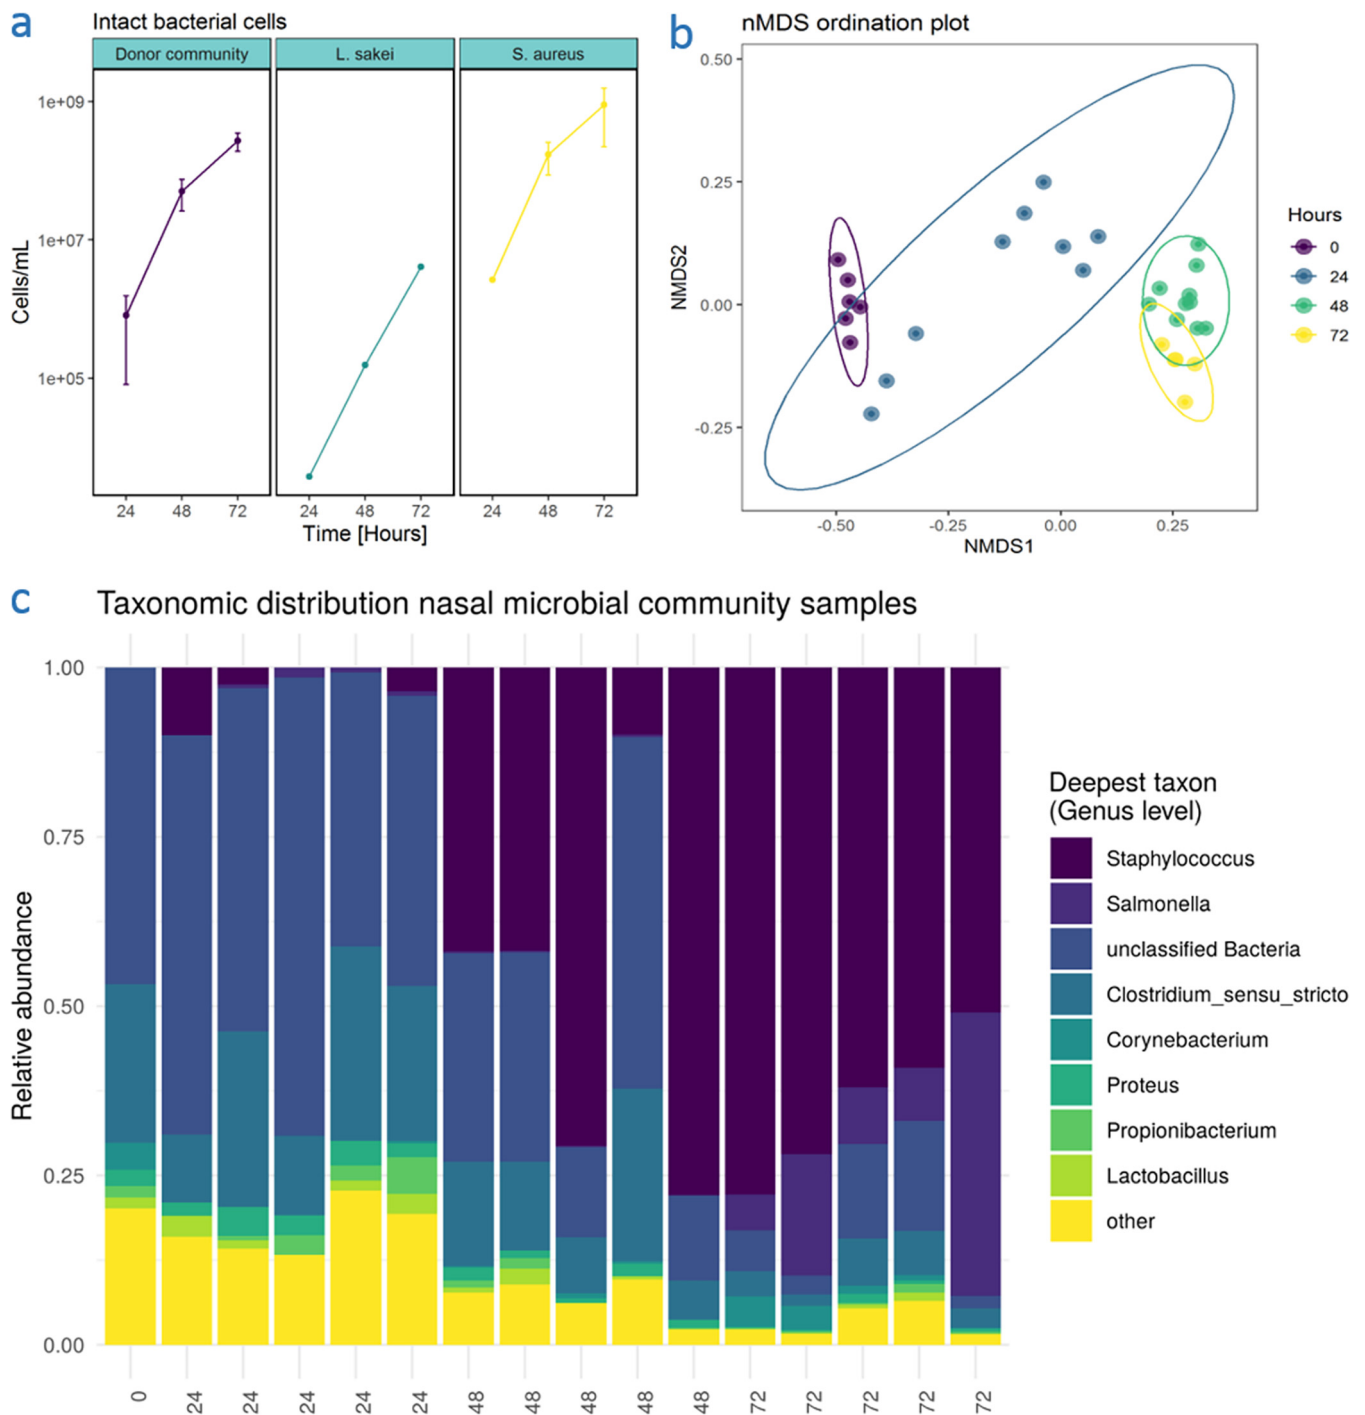 a
Intact bacterial cells
Donor community
L. sakei
S. aureus
1e+09
1e+07
1e+05
Cells/mL
24 48 72
24 48 72
24 48 72
Time [Hours]
b
nMDS ordination plot
0.50
0.25
0.00
-0.25
NMDS2
-0.50 -0.25 0.00 0.25
NMDS1
Hours
0
24
48
72
c
Taxonomic distribution nasal microbial community samples
1.00
0.75
0.50
0.25
0.00
Relative abundance
0 24 24 24 24 24 48 48 48 48 48 72 72 72 72 72
Deepest taxon
(Genus level)
Staphylococcus
Salmonella
unclassified Bacteria
Clostridium_sensu_stricto
Corynebacterium
Proteus
Propionibacterium
Lactobacillus
other